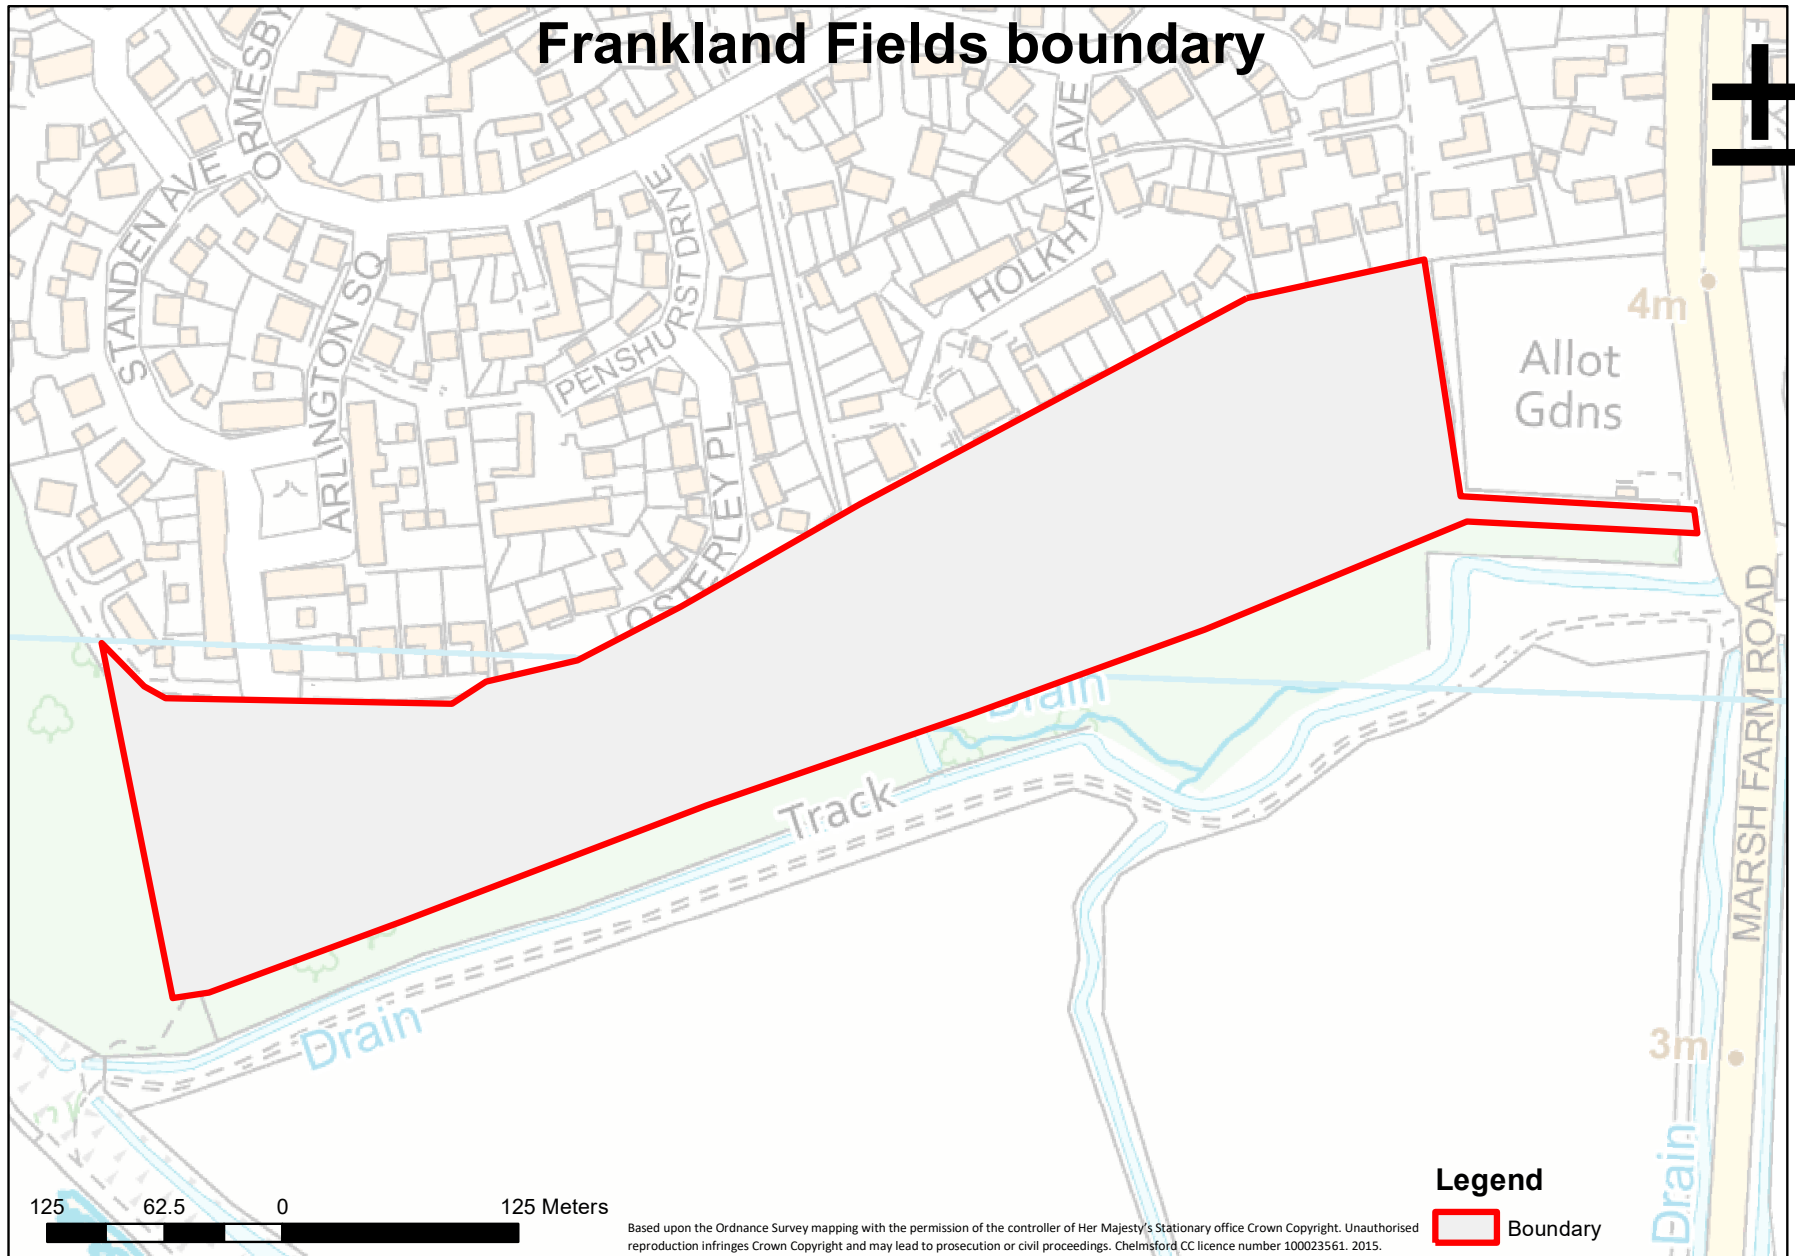 Frankland Fields boundary
ORMESBY
STANDEN AVE
ARLINGTON SQ
PENSHURST DRIVE
HOLKHAM AVE
OSTERLEY PL
4m
Allot
Gdns
Drain
Track
MARSH FARM ROAD
Drain
3m
Drain
125 62.5 0 125 Meters
Based upon the Ordnance Survey mapping with the permission of the controller of Her Majesty's Stationary office Crown Copyright. Unauthorised
reproduction infringes Crown Copyright and may lead to prosecution or civil proceedings. Chelmsford CC licence number 100023561. 2015.
Legend
Boundary